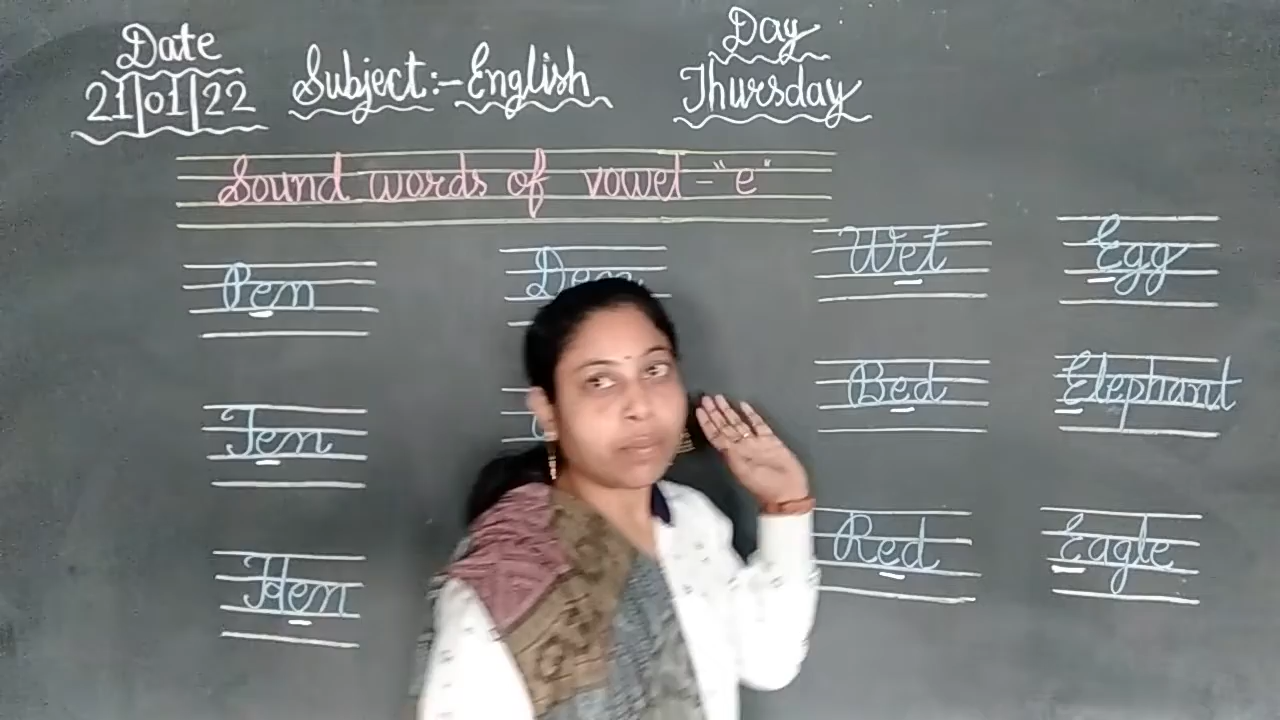 Date
21/01/22
Subject:- English
Day
Thursday
Sound words of vowel - "e"
Pen
Ten
Hen
Wet
Bed
Red
Egg
Elephant
Eagle